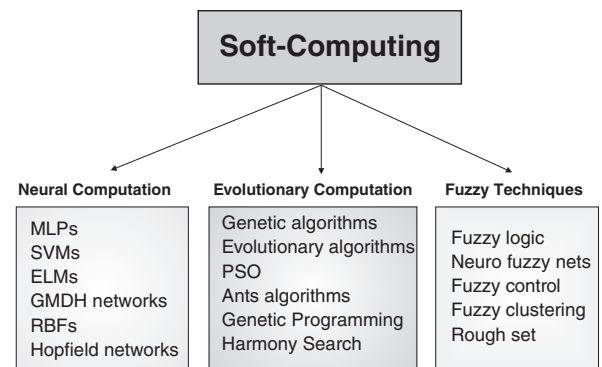 Soft-Computing
Neural Computation
MLPs
SVMs
ELMs
GMDH networks
RBFs
Hopfield networks
Evolutionary Computation
Genetic algorithms
Evolutionary algorithms
PSO
Ants algorithms
Genetic Programming
Harmony Search
Fuzzy Techniques
Fuzzy logic
Neuro fuzzy nets
Fuzzy control
Fuzzy clustering
Rough set